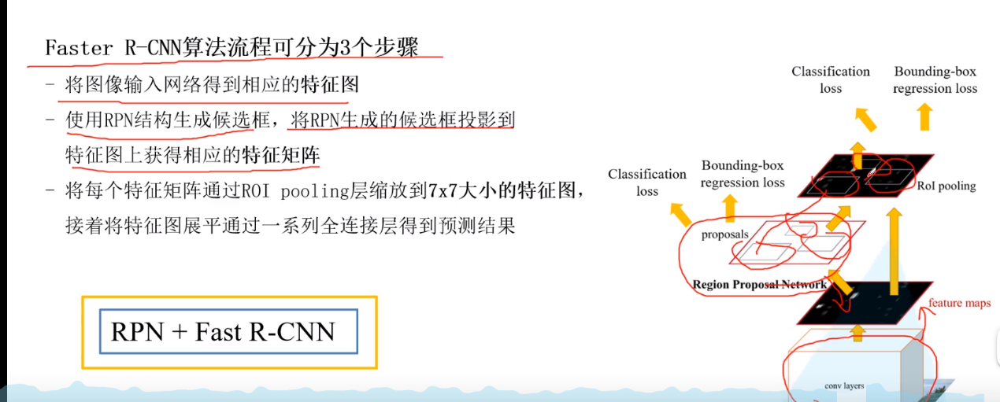 Faster R-CNN算法流程可分为3个步骤
- 将图像输入网络得到相应的特征图
- 使用RPN结构生成候选框，将RPN生成的候选框投影到
特征图上获得相应的特征矩阵
- 将每个特征矩阵通过ROI pooling层缩放到7x7大小的特征图，
接着将特征图展平通过一系列全连接层得到预测结果
RPN + Fast R-CNN
Classification
loss
Bounding-box
regression loss
RoI pooling
Classification
loss
Bounding-box
regression loss
proposals
Region Proposal Network
feature maps
conv layers